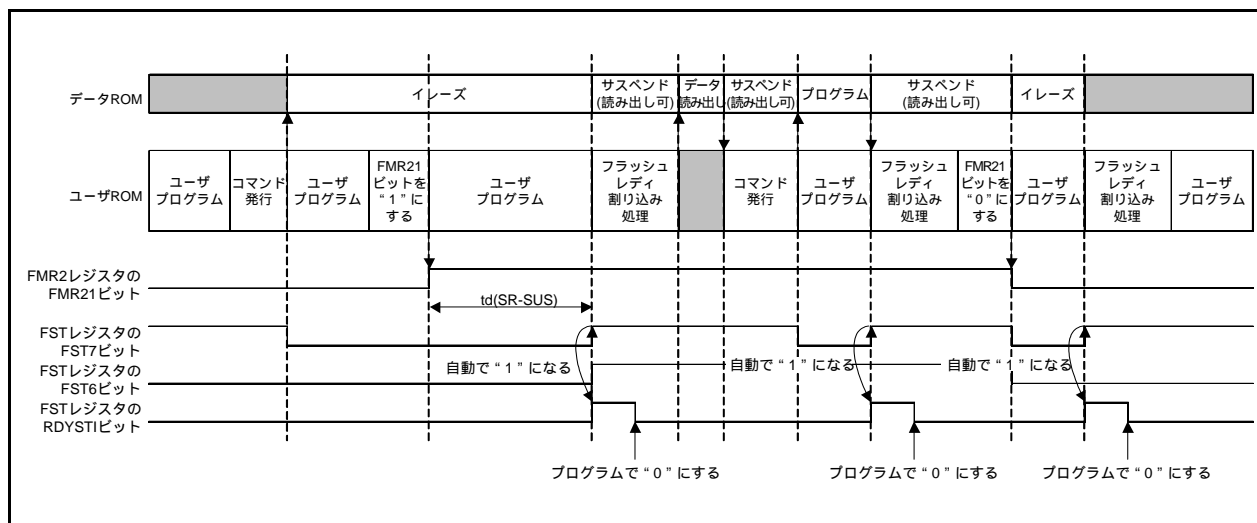 データROM
イレーズ
サスペンド
(読み出し可)
データ
読み出し
サスペンド
(読み出し可)
プログラム
サスペンド
(読み出し可)
イレーズ
ユーザROM
ユーザ
プログラム
コマンド
発行
ユーザ
プログラム
FMR21
ビットを
“1”に
する
ユーザ
プログラム
フラッシュ
レディ
割り込み
処理
コマンド
発行
ユーザ
プログラム
フラッシュ
レディ
割り込み
処理
FMR21
ビットを
“0”に
する
ユーザ
プログラム
フラッシュ
レディ
割り込み
処理
ユーザ
プログラム
FMR2レジスタの
FMR21ビット
td(SR-SUS)
FSTレジスタの
FST7ビット
自動で“1”になる
自動で“1”になる
自動で“1”になる
FSTレジスタの
FST6ビット
FSTレジスタの
RDYSTIビット
プログラムで“0”にする
プログラムで“0”にする
プログラムで“0”にする